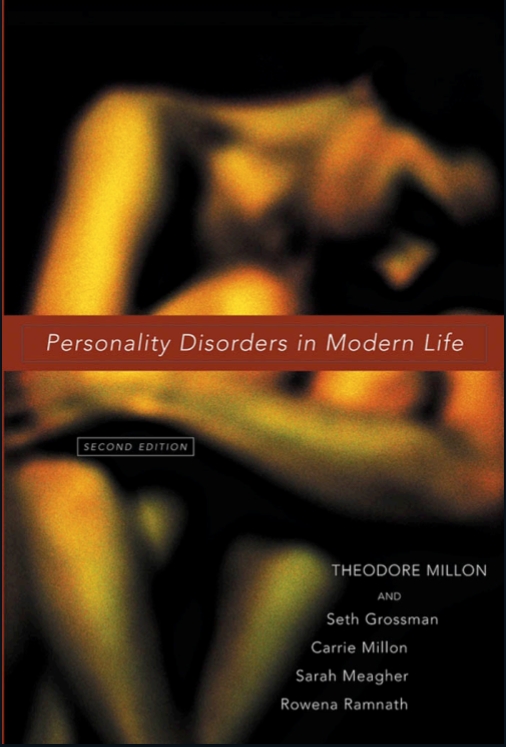 Personality Disorders in Modern Life
SECOND EDITION
THEODORE MILLON
AND
Seth Grossman
Carrie Millon
Sarah Meagher
Rowena Ramnath